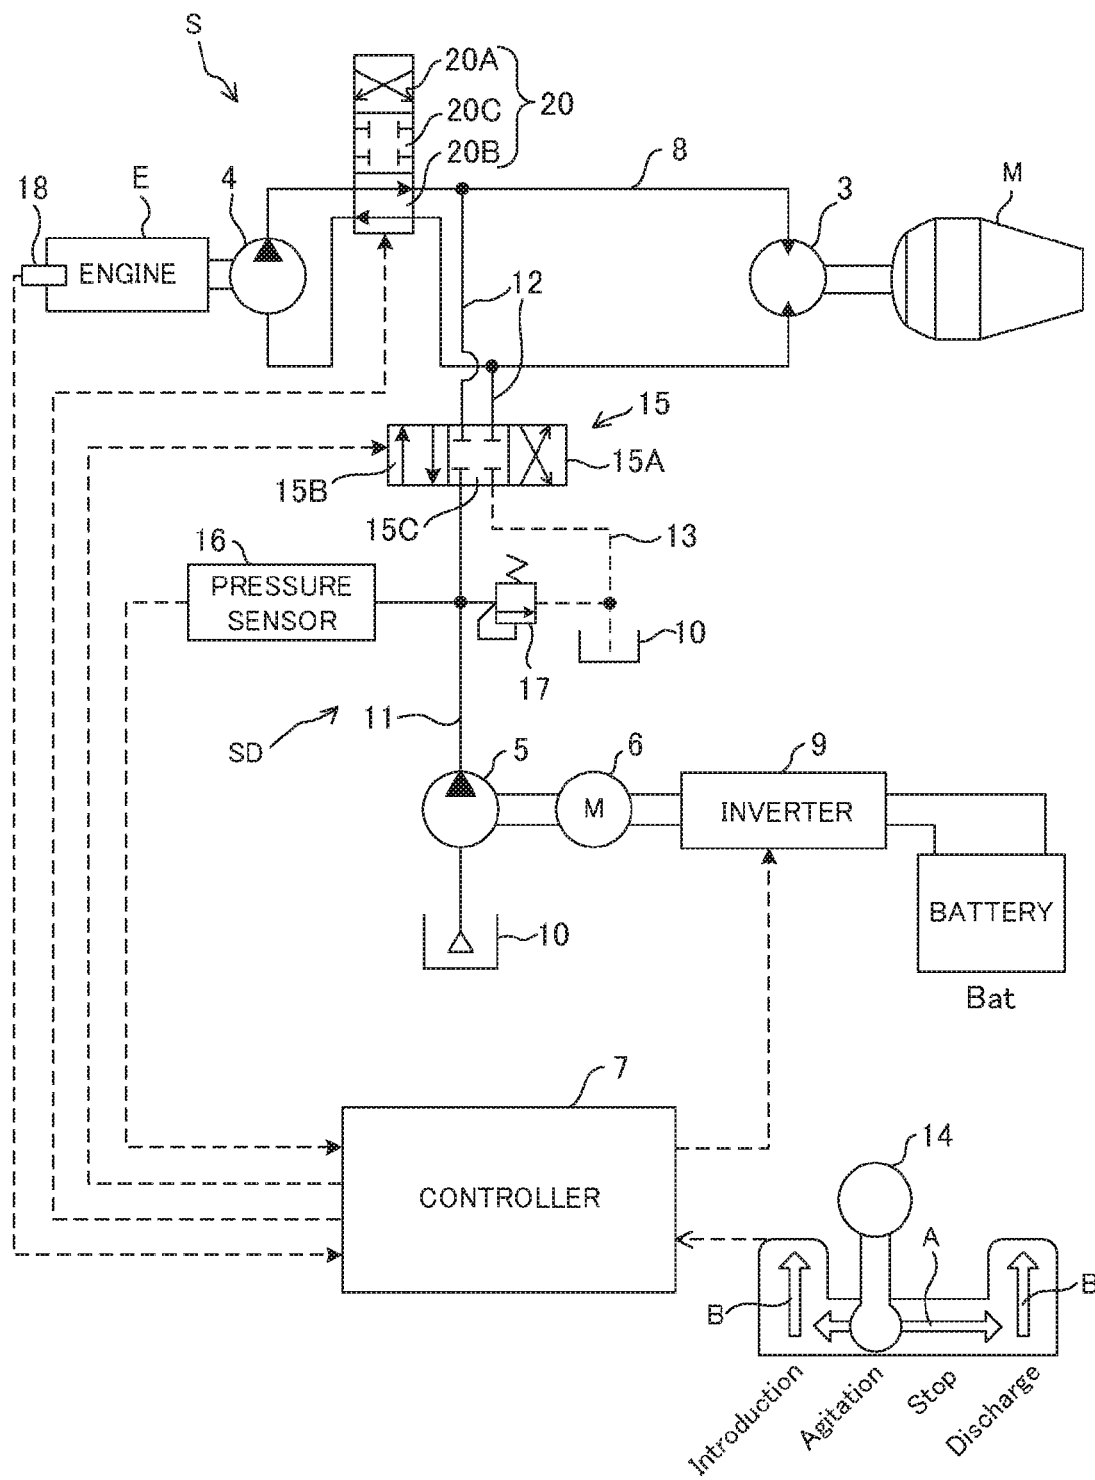 S
20A
20C
20B
20
8
M
3
E
4
18
ENGINE
12
15
15A
15B
15C
13
16
PRESSURE
SENSOR
10
17
11
SD
5
6
9
M
INVERTER
BATTERY
10
Bat
7
14
CONTROLLER
A
B
B
Introduction
Agitation
Stop
Discharge